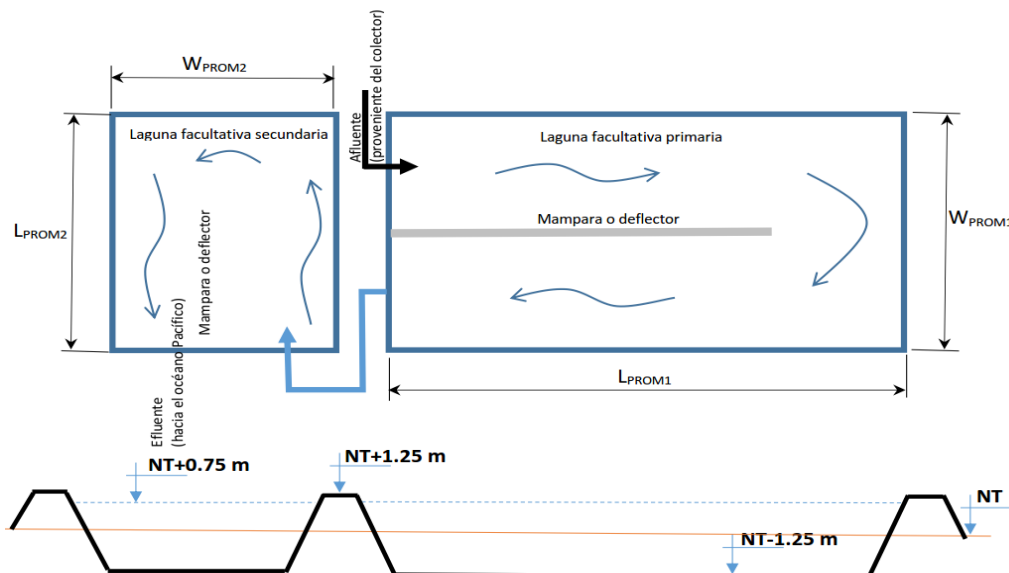 WPROM2
Afluente
(proveniente del colector)
Laguna facultativa secundaria
Laguna facultativa primaria
Mampara o deflector
LPROM2
WPROM1
Mampara o deflector
LPROM1
Efluente
(hacia el océano Pacífico)
NT+0.75 m
NT+1.25 m
NT
NT-1.25 m